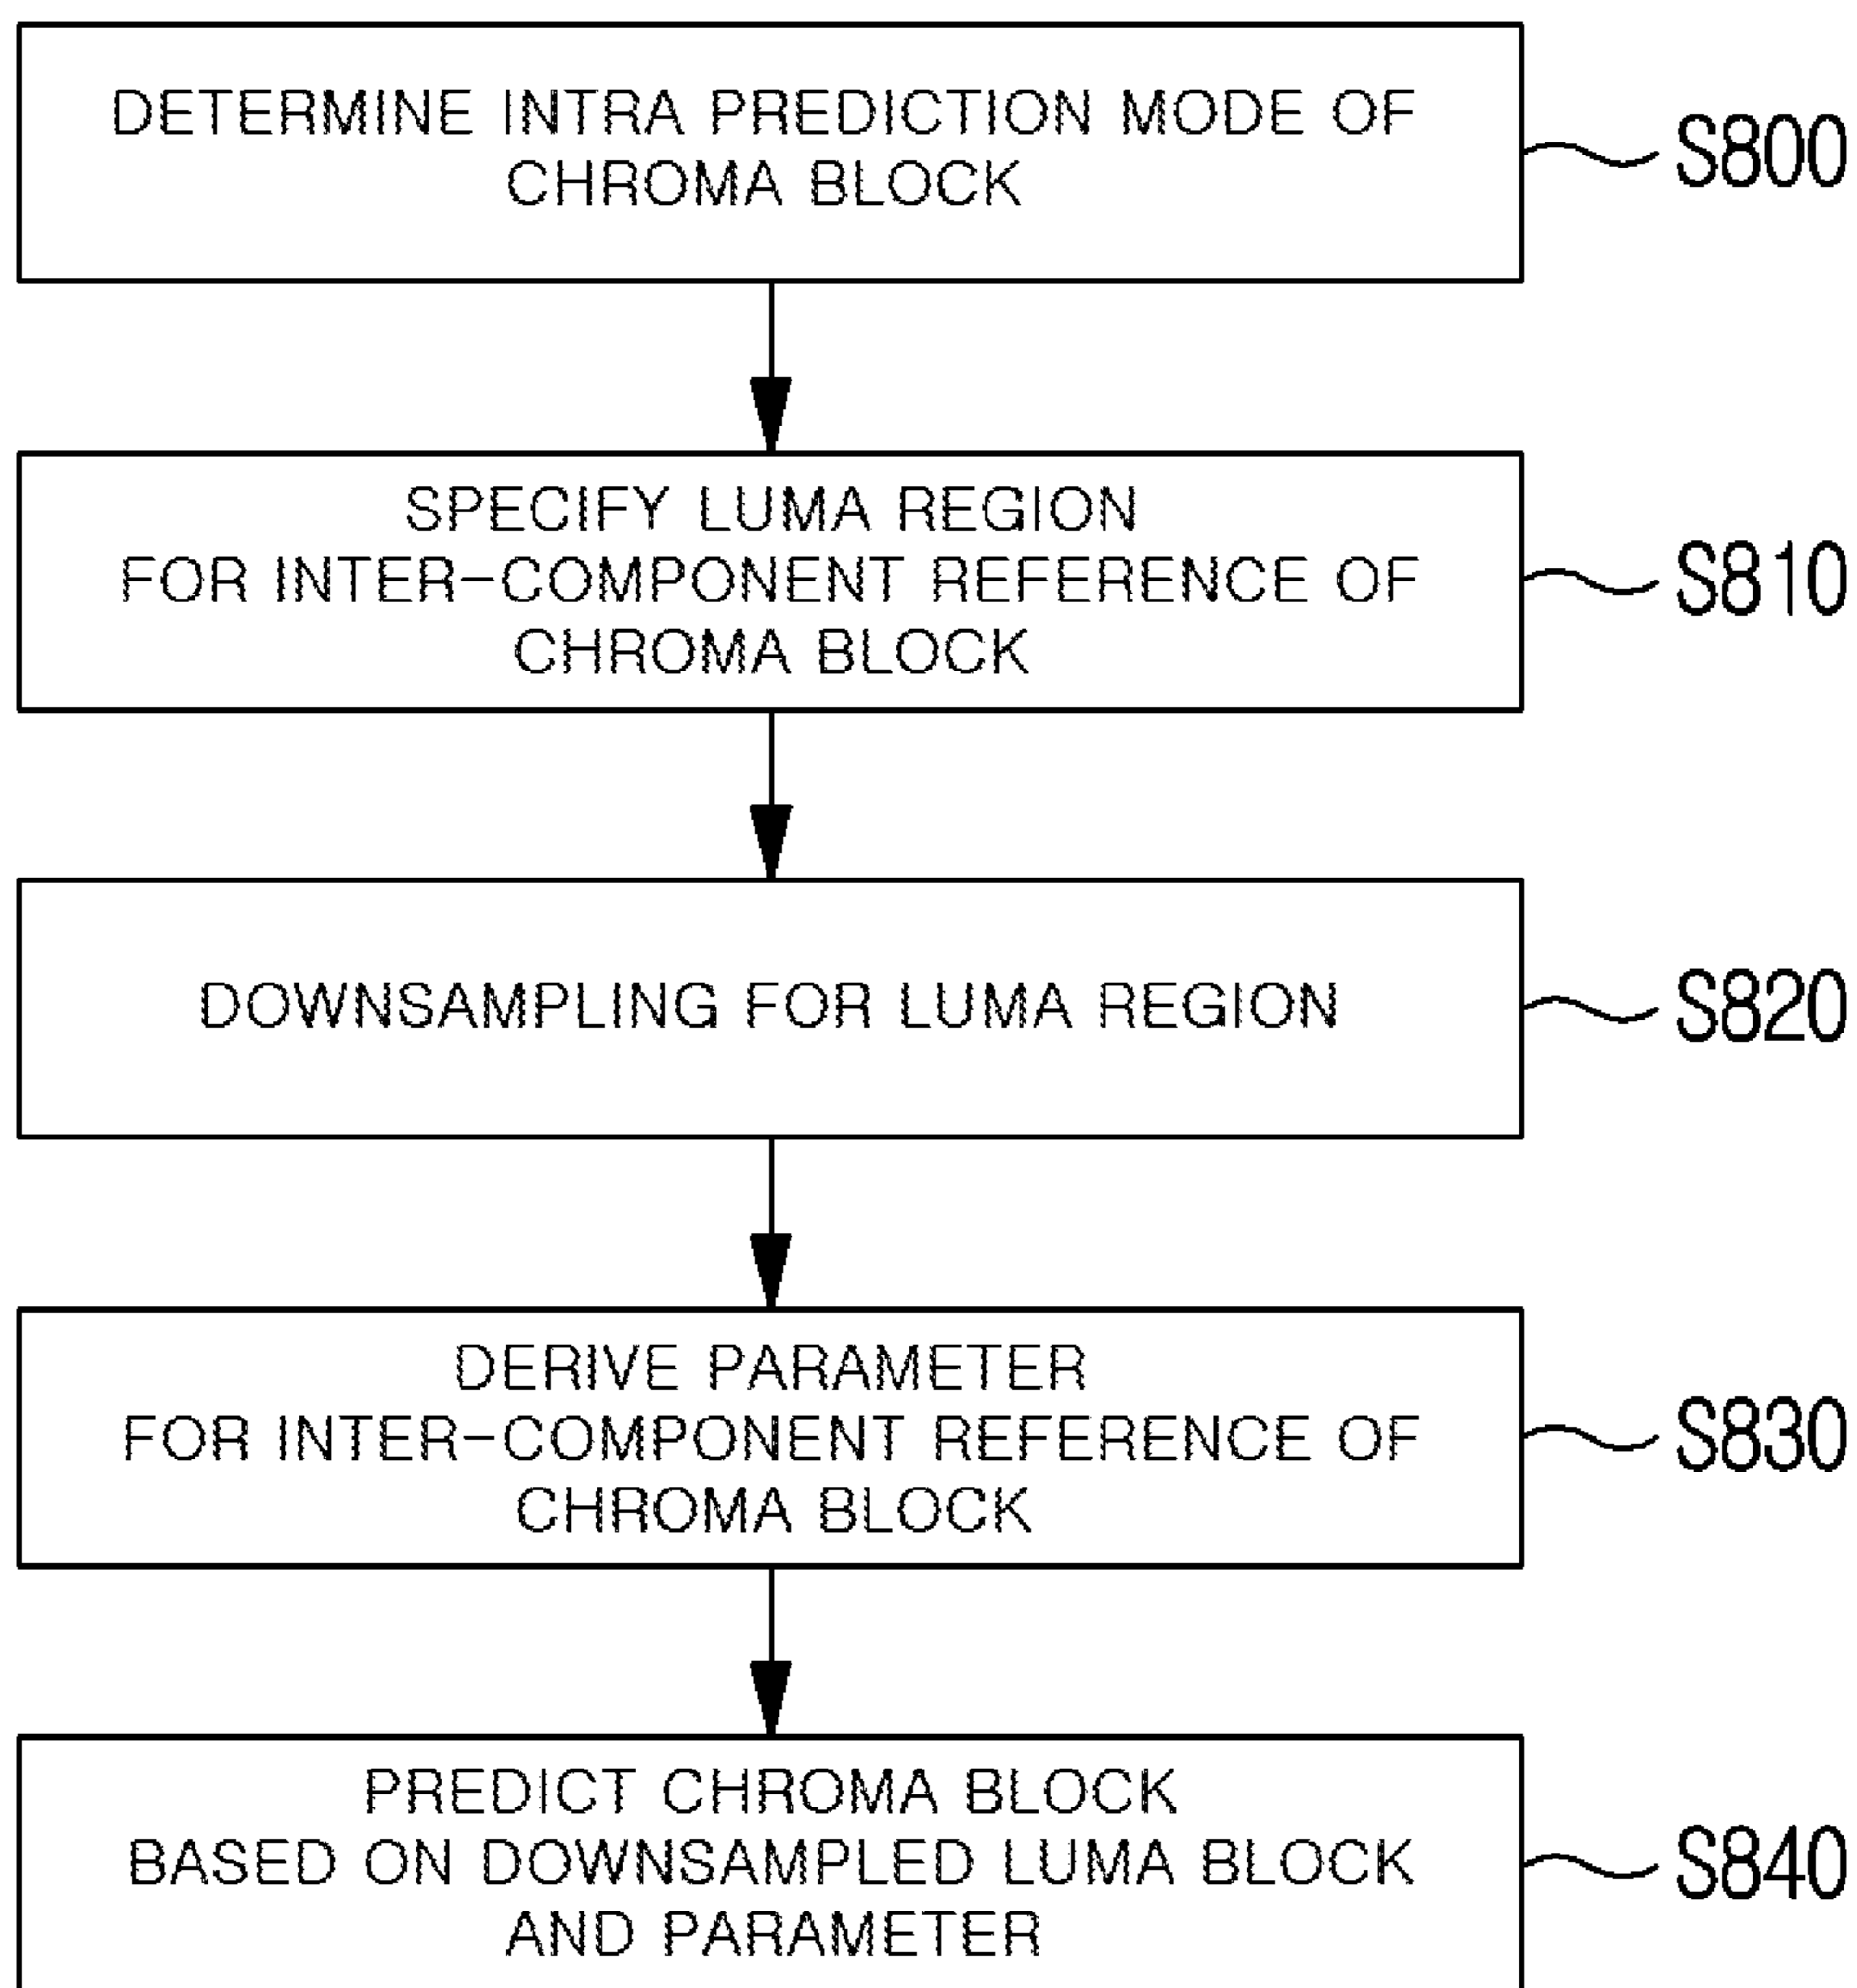 DETERMINE INTRA PREDICTION MODE OF
CHROMA BLOCK
S800
SPECIFY LUMA REGION
FOR INTER-COMPONENT REFERENCE OF
CHROMA BLOCK
S810
DOWNSAMPLING FOR LUMA REGION
S820
DERIVE PARAMETER
FOR INTER-COMPONENT REFERENCE OF
CHROMA BLOCK
S830
PREDICT CHROMA BLOCK
BASED ON DOWNSAMPLED LUMA BLOCK
AND PARAMETER
S840